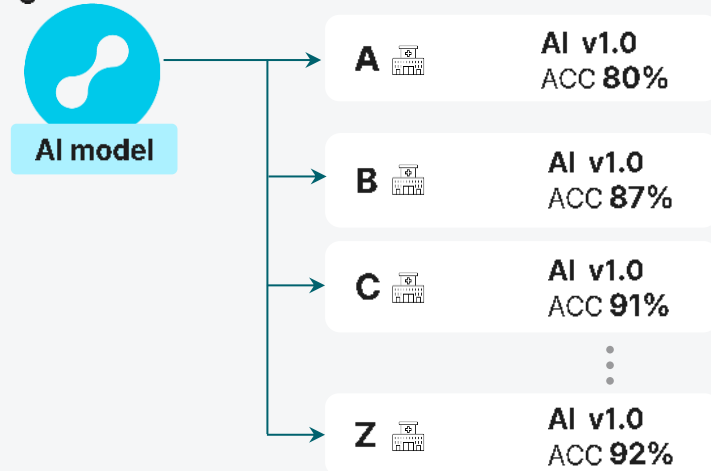 AI model
A
AI v1.0
ACC 80%
B
AI v1.0
ACC 87%
C
AI v1.0
ACC 91%
Z
AI v1.0
ACC 92%